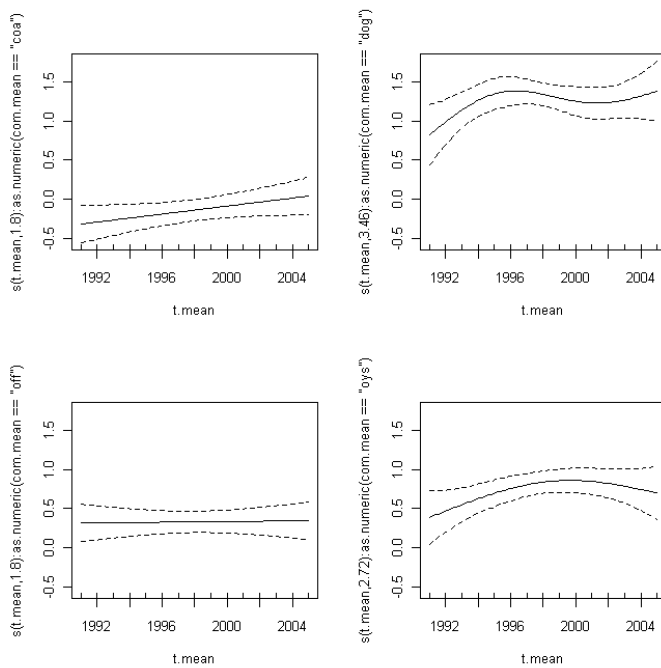 s(t.mean,1.8):as.numeric(com.mean == "coa")
-0.5 0.0 0.5 1.0 1.5
1992 1996 2000 2004
t.mean
s(t.mean,3.46):as.numeric(com.mean == "dog")
-0.5 0.0 0.5 1.0 1.5
1992 1996 2000 2004
t.mean
s(t.mean,1.8):as.numeric(com.mean == "off")
-0.5 0.0 0.5 1.0 1.5
1992 1996 2000 2004
t.mean
s(t.mean,2.72):as.numeric(com.mean == "oys")
-0.5 0.0 0.5 1.0 1.5
1992 1996 2000 2004
t.mean